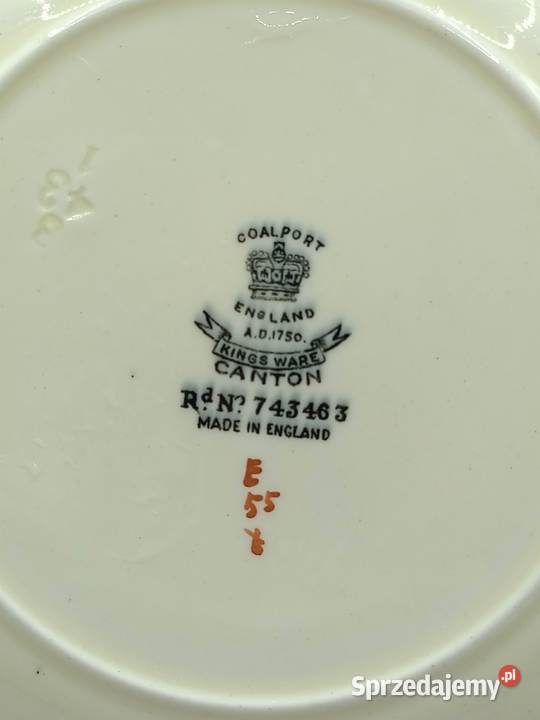 COALPORT
ENGLAND
A.D.1750.
KINGS WARE
CANTON
Rd. No. 743463
MADE IN ENGLAND
E
55
Sprzedajemy.pl